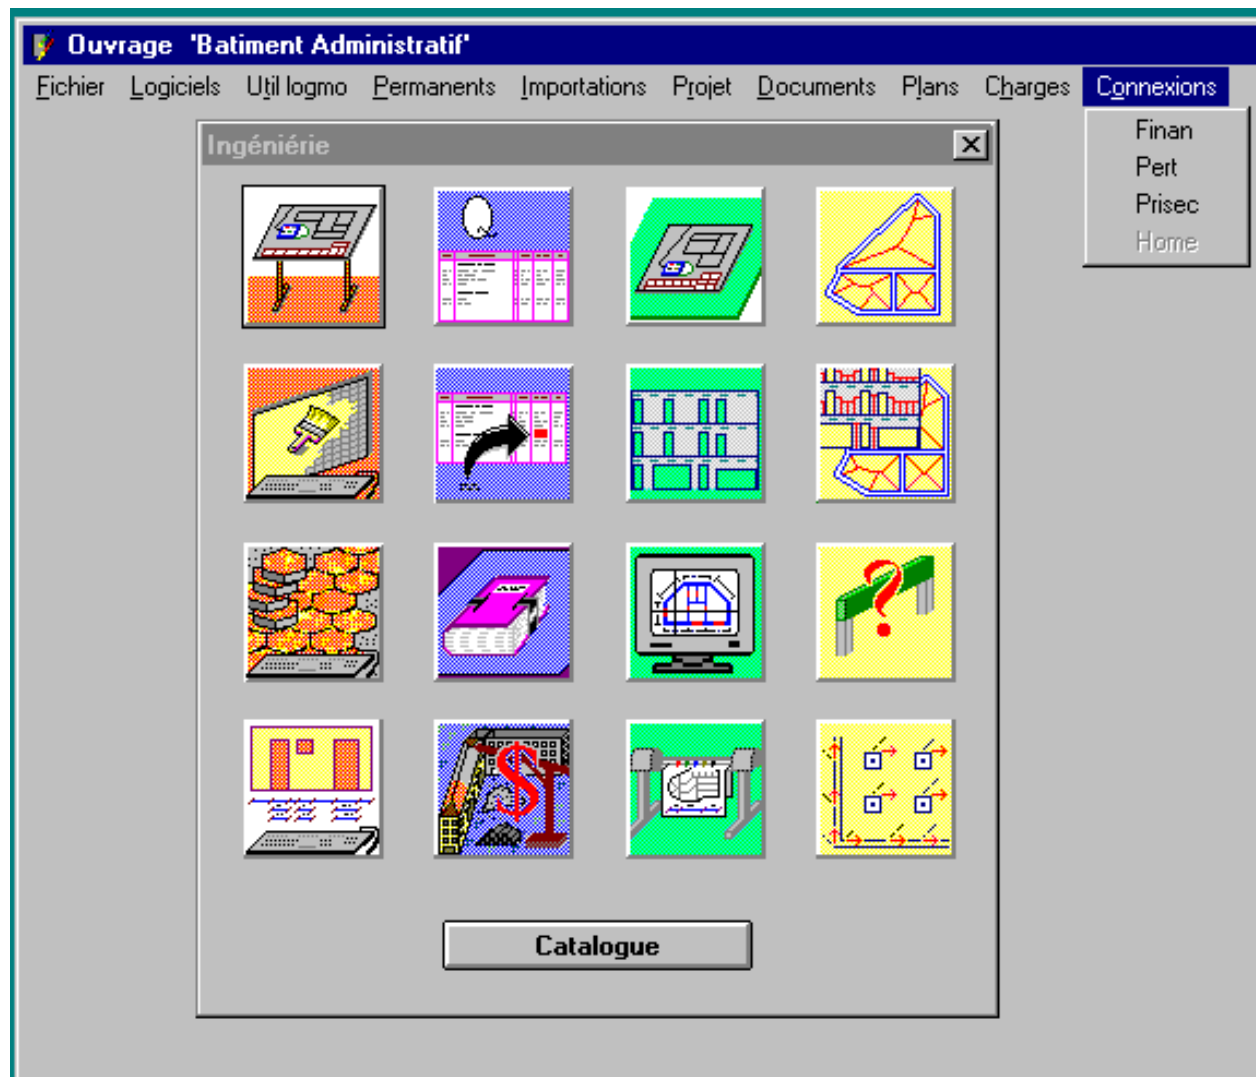 Ouvrage 'Batiment Administratif'
Fichier Logiciels Util logmo Permanents Importations Projet Documents Plans Charges Connexions
Finan
Pert
Prisec
Home
Ingéniérie
Q
$
?
Catalogue